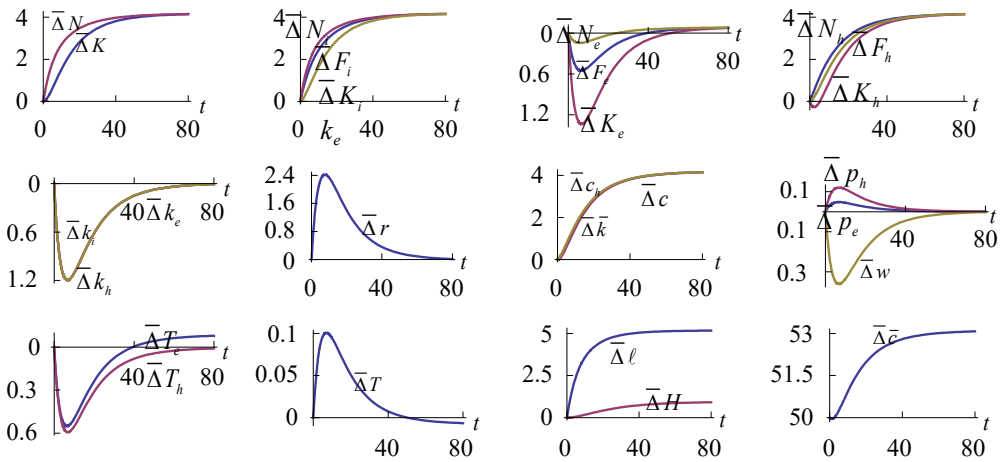 4
2
0
Δ̄ N
Δ̄ K
t
0 40 80
4
2
0
Δ̄ N_i
Δ̄ F_i
Δ̄ K_i
t
0 40 80
k_e
0
0.6
1.2
Δ̄ N_e
Δ̄ F_e
Δ̄ K_e
t
40 80
4
2
0
Δ̄ N_h
Δ̄ F_h
Δ̄ K_h
t
0 40 80
0
0.6
1.2
t
40 80
Δ̄ k_e
Δ̄ k_i
Δ̄ k_h
2.4
1.6
0.8
0
Δ̄ r
t
0 40 80
4
2
0
Δ̄ c_h
Δ̄ c
Δ̄ k̄
t
0 40 80
0.1
0.1
0.3
Δ̄ p_h
Δ̄ p_e
Δ̄ w
t
40 80
0
0.3
0.6
Δ̄ T_e
Δ̄ T_h
t
40 80
0.1
0.05
0
Δ̄ T
t
0 40 80
5
2.5
0
Δ̄ ℓ
Δ̄ H
t
0 40 80
53
51.5
50
Δ̄ c̄
t
0 40 80